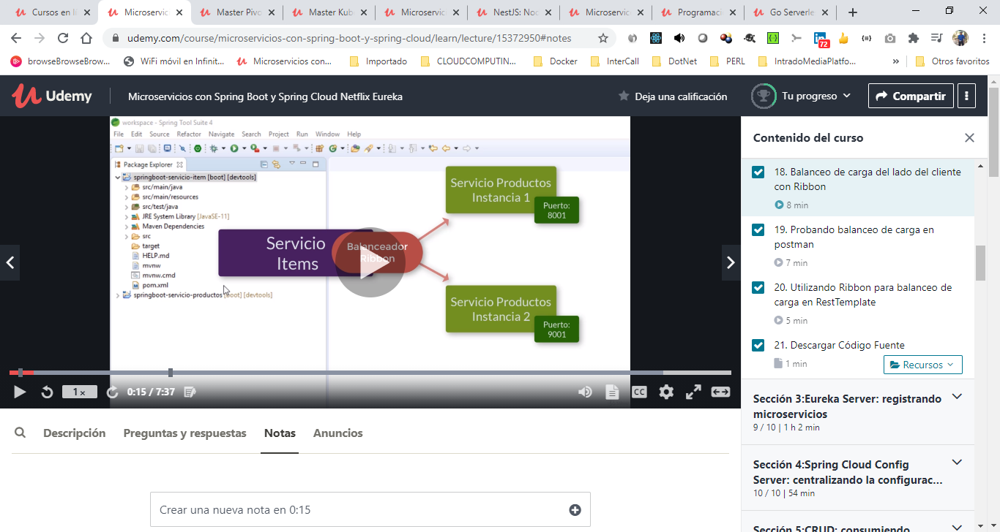 Cursos en lí
Microservic
Master Pivo
Master Kub
Microservic
NestJS: Noc
Microservic
Programaci
Go Serverle
udemy.com/course/microservicios-con-spring-boot-y-spring-cloud/learn/lecture/15372950#notes
72
browseBrowseBrow...
WiFi móvil en Infinit...
Microservicios con...
Importado
CLOUDCOMPUTIN...
Docker
InterCall
DotNet
PERL
IntradoMediaPlatfo...
»
Otros favoritos
Udemy
Microservicios con Spring Boot y Spring Cloud Netflix Eureka
Deja una calificación
Tu progreso
Compartir
workspace - Spring Tool Suite 4
File Edit Source Refactor Navigate Search Project Run Window Help
Package Explorer
springboot-servicio-item [boot] [devtools]
src/main/java
src/main/resources
src/test/java
JRE System Library [JavaSE-11]
Maven Dependencies
src
target
HELP.md
mvnw
mvnw.cmd
pom.xml
springboot-servicio-productos [boot] [devtools]
Servicio
Items
Balanceador
Ribbon
Servicio Productos
Instancia 1
Puerto:
8001
Servicio Productos
Instancia 2
Puerto:
9001
1 x
0:15 / 7:37
CC
Contenido del curso
18. Balanceo de carga del lado del cliente
con Ribbon
8 min
19. Probando balanceo de carga en
postman
7 min
20. Utilizando Ribbon para balanceo de
carga en RestTemplate
5 min
21. Descargar Código Fuente
1 min
Recursos
Sección 3:Eureka Server: registrando
microservicios
9 / 10 | 1 h 2 min
Sección 4:Spring Cloud Config
Server: centralizando la configurac...
10 / 10 | 54 min
Sección 5:CRUD: consumiendo
Descripción
Preguntas y respuestas
Notas
Anuncios
Crear una nueva nota en 0:15